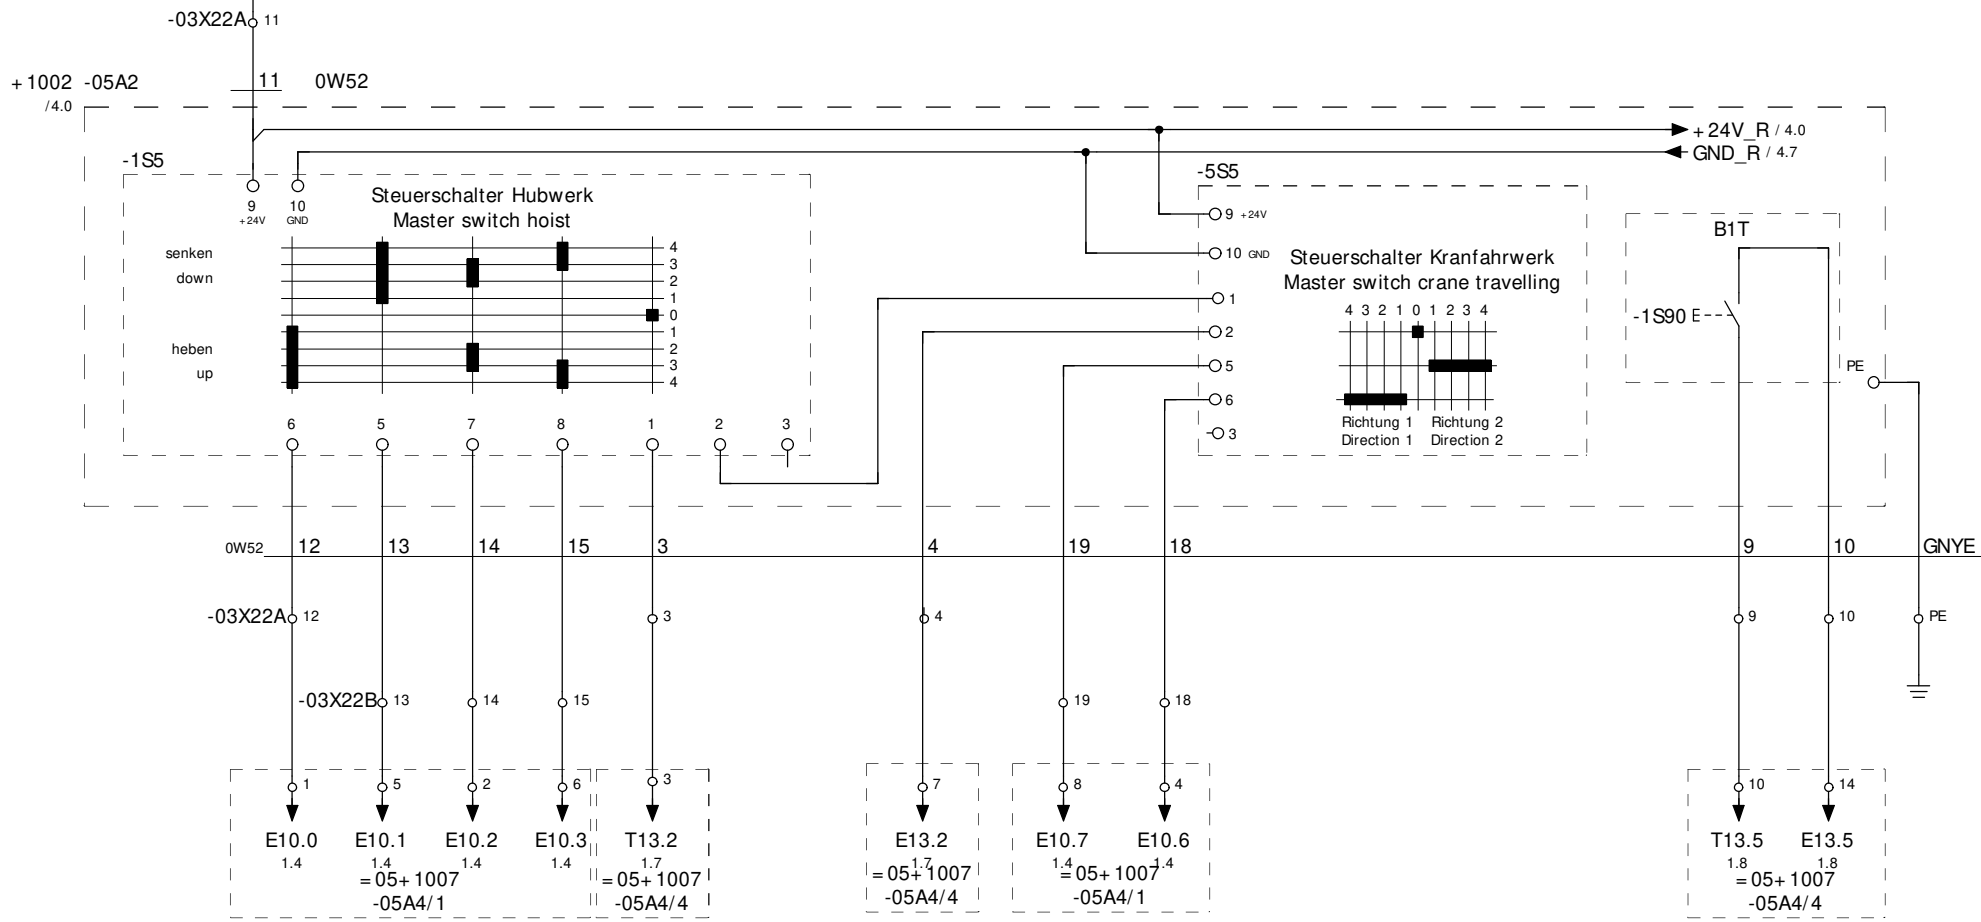 -03X22A 11
+1002 -05A2 11 0W52
/4.0
+24V_R / 4.0
GND_R / 4.7
-1S5
-5S5
9 10
+24V GND
Steuerschalter Hubwerk
Master switch hoist
senken
down
heben
up
4
3
2
1
0
1
2
3
4
6 5 7 8 1 2 3
9 +24V
10 GND
1
2
5
6
3
Steuerschalter Kranfahrwerk
Master switch crane travelling
4 3 2 1 0 1 2 3 4
Richtung 1 Richtung 2
Direction 1 Direction 2
B1T
-1S90 E
PE
0W52 12 13 14 15 3 4 19 18 9 10 GNYE
-03X22A 12 3 4 9 10 PE
-03X22B 13 14 15 19 18
1 5 2 6 3 7 8 4 10 14
E10.0 E10.1 E10.2 E10.3 T13.2 E13.2 E10.7 E10.6 T13.5 E13.5
1.4 1.4 1.4 1.4 1.7 1.7 1.4 1.4 1.8 1.8
=05+1007 =05+1007 =05+1007 =05+1007 =05+1007
-05A4/1 -05A4/4 -05A4/4 -05A4/1 -05A4/4